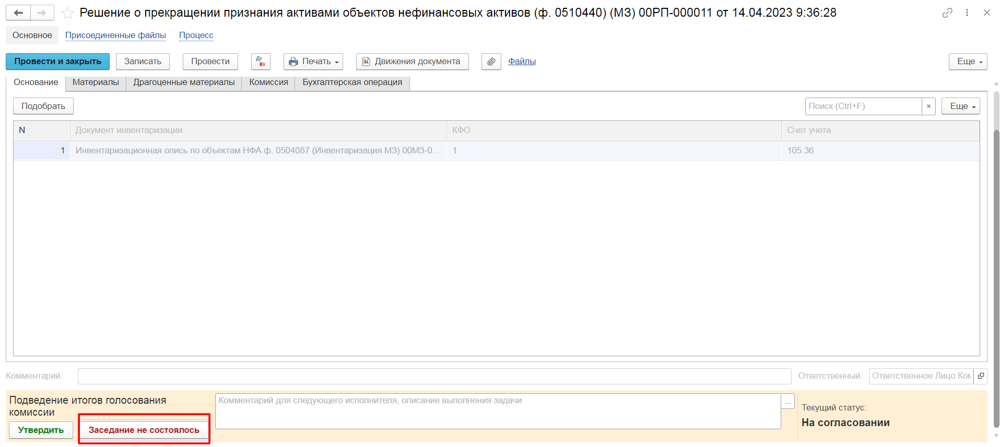 Решение о прекращении признания активами объектов нефинансовых активов (ф. 0510440) (МЗ) 00РП-000011 от 14.04.2023 9:36:28
Основное Присоединенные файлы Процесс
Провести и закрыть Записать Провести Дт Кт Печать Движения документа Файлы Еще
Основание Материалы Драгоценные материалы Комиссия Бухгалтерская операция
Подобрать Поиск (Ctrl+F) × Еще
N Документ инвентаризации КФО Счет учета
1 Инвентаризационная опись по объектам НФА ф. 0504087 (Инвентаризация МЗ) 00МЗ-0... 1 105.36
Комментарий: Ответственный: Ответственное Лицо Ком
Подведение итогов голосования
комиссии
Комментарий для следующего исполнителя, описание выполнения задачи ...
Текущий статус:
На согласовании
Утвердить Заседание не состоялось